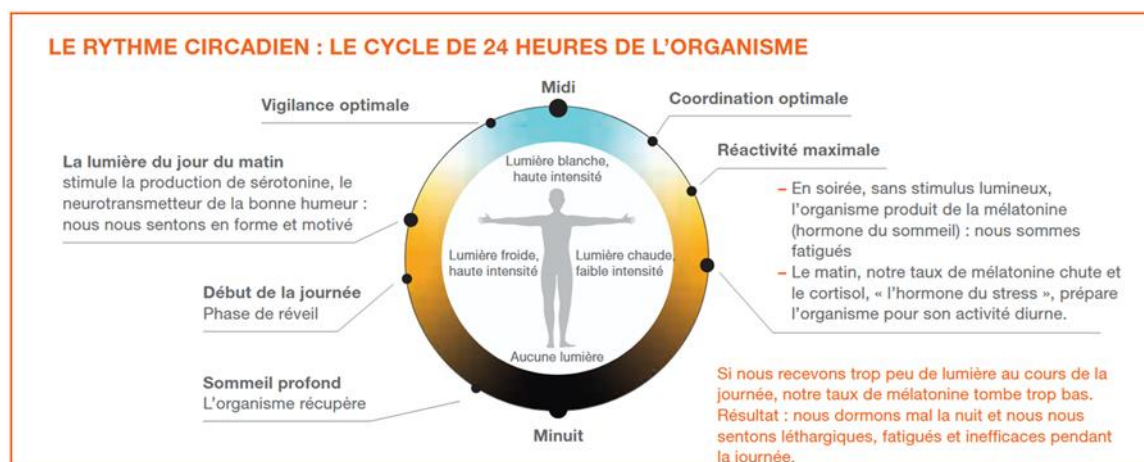 LE RYTHME CIRCADIEN : LE CYCLE DE 24 HEURES DE L'ORGANISME
Midi
Vigilance optimale
Coordination optimale
La lumière du jour du matin
stimule la production de sérotonine, le
neurotransmetteur de la bonne humeur :
nous nous sentons en forme et motivé
Lumière blanche,
haute intensité
Réactivité maximale
– En soirée, sans stimulus lumineux,
l'organisme produit de la mélatonine
(hormone du sommeil) : nous sommes
fatigués
– Le matin, notre taux de mélatonine chute et
le cortisol, « l'hormone du stress », prépare
l'organisme pour son activité diurne.
Lumière froide,
haute intensité
Lumière chaude,
faible intensité
Début de la journée
Phase de réveil
Aucune lumière
Sommeil profond
L'organisme récupère
Minuit
Si nous recevons trop peu de lumière au cours de la
journée, notre taux de mélatonine tombe trop bas.
Résultat : nous dormons mal la nuit et nous nous
sentons léthargiques, fatigués et inefficaces pendant
la journée.